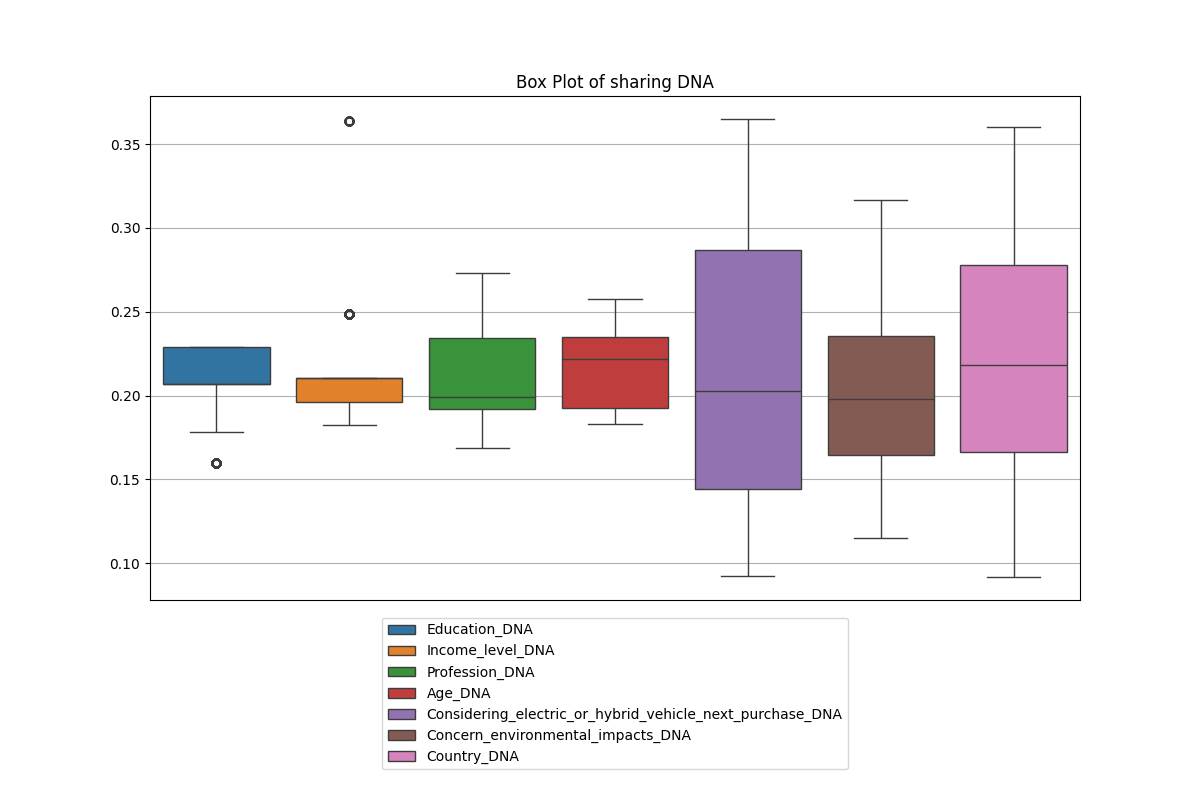 Box Plot of sharing DNA
0.35
0.30
0.25
0.20
0.15
0.10
Education_DNA
Income_level_DNA
Profession_DNA
Age_DNA
Considering_electric_or_hybrid_vehicle_next_purchase_DNA
Concern_environmental_impacts_DNA
Country_DNA